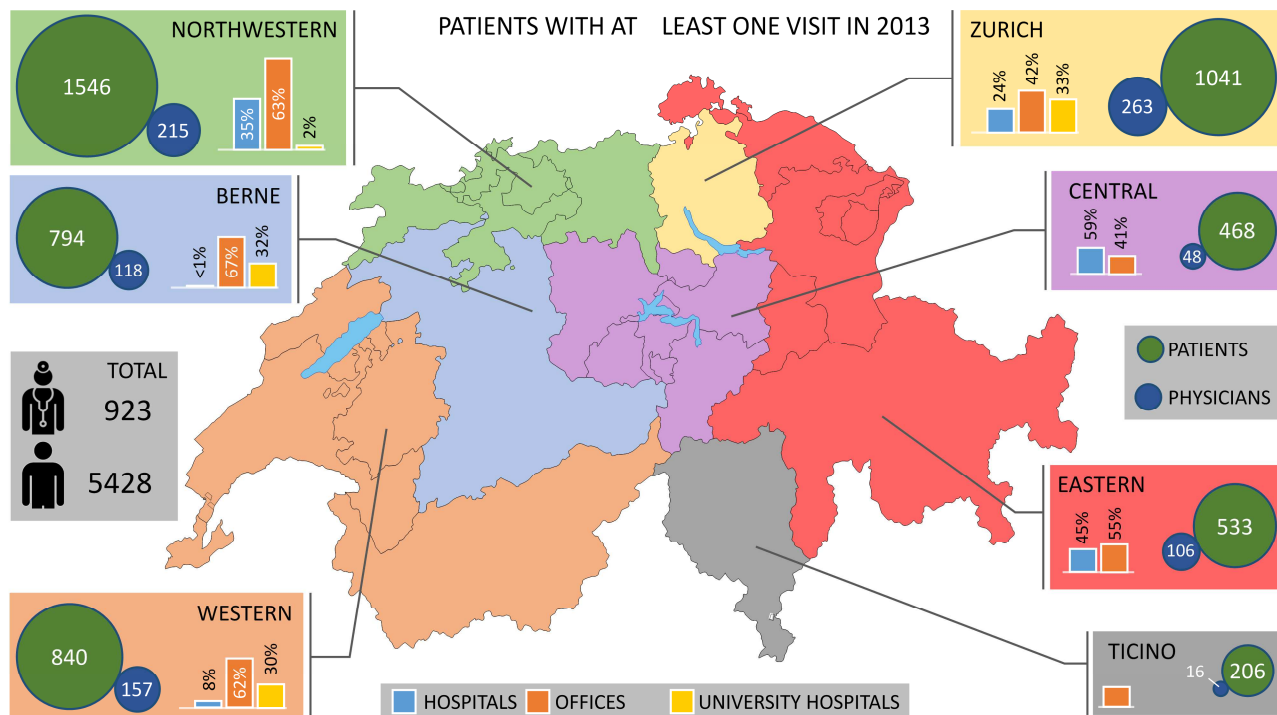 PATIENTS WITH AT LEAST ONE VISIT IN 2013
NORTHWESTERN
1546
215
35%
63%
2%
ZURICH
24%
42%
33%
263
1041
BERNE
794
118
<1%
67%
32%
CENTRAL
59%
41%
48
468
TOTAL
923
5428
PATIENTS
PHYSICIANS
EASTERN
45%
55%
106
533
WESTERN
840
157
8%
62%
30%
TICINO
16
206
HOSPITALS
OFFICES
UNIVERSITY HOSPITALS